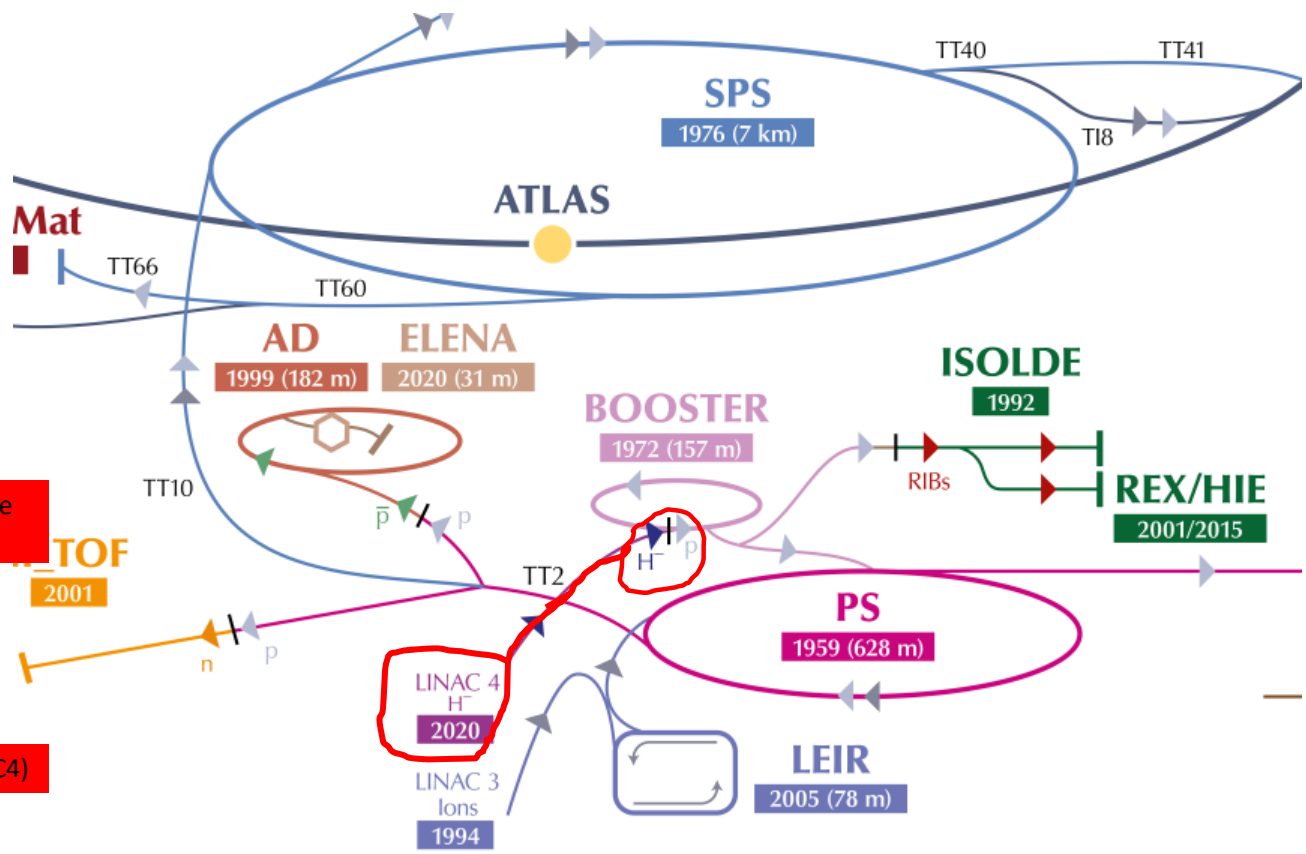 TT40
TT41
SPS
1976 (7 km)
TI8
ATLAS
Mat
TT66
TT60
AD
1999 (182 m)
ELENA
2020 (31 m)
ISOLDE
1992
BOOSTER
1972 (157 m)
RIBs
REX/HIE
2001/2015
TT10
p̅
p
H⁻
p
TT2
e
_TOF
2001
n
p
PS
1959 (628 m)
LINAC 4
H⁻
2020
C4)
LINAC 3
Ions
1994
LEIR
2005 (78 m)